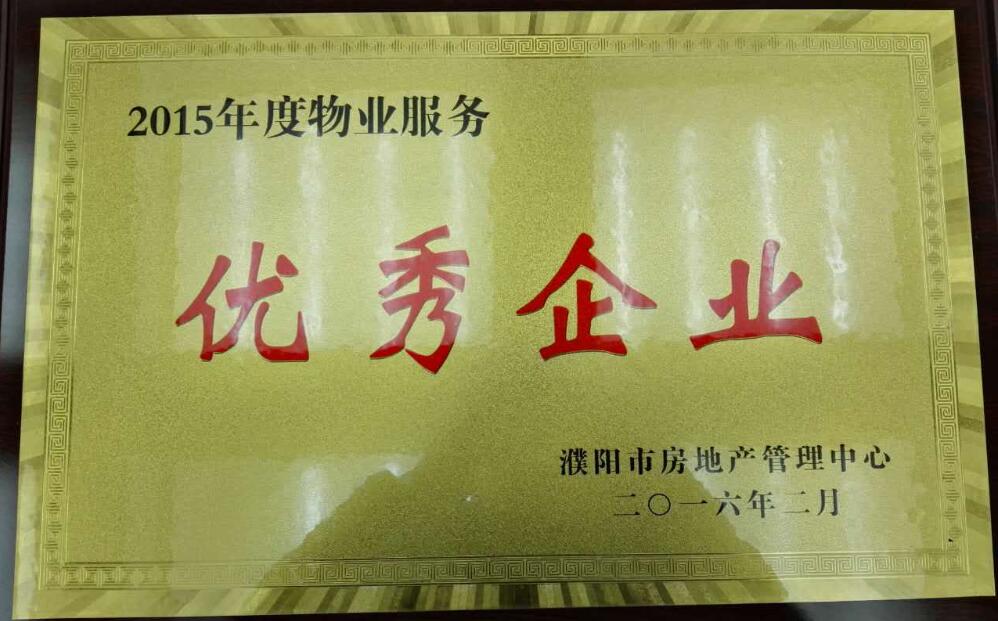 2015年度物业服务
优秀企业
濮阳市房地产管理中心
二〇一六年二月